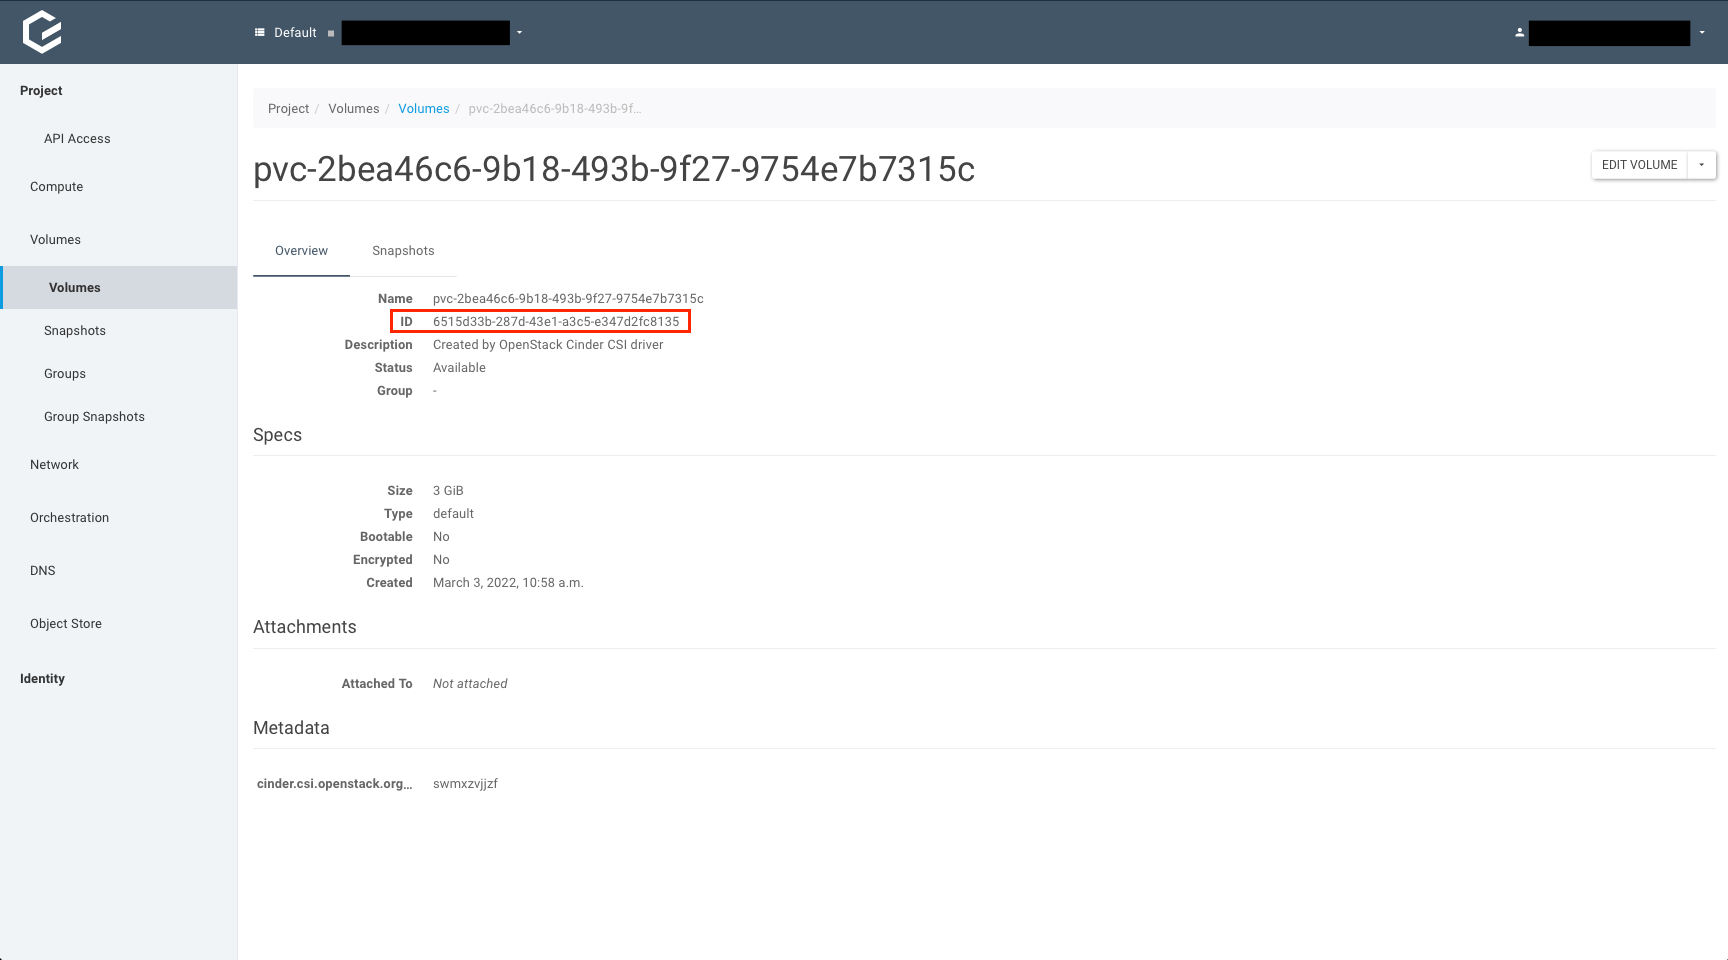 Default
Project
API Access
Compute
Volumes
Volumes
Snapshots
Groups
Group Snapshots
Network
Orchestration
DNS
Object Store
Identity
Project / Volumes / Volumes / pvc-2bea46c6-9b18-493b-9f...
pvc-2bea46c6-9b18-493b-9f27-9754e7b7315c
EDIT VOLUME
Overview Snapshots
Name pvc-2bea46c6-9b18-493b-9f27-9754e7b7315c
ID 6515d33b-287d-43e1-a3c5-e347d2fc8135
Description Created by OpenStack Cinder CSI driver
Status Available
Group -
Specs
Size 3 GiB
Type default
Bootable No
Encrypted No
Created March 3, 2022, 10:58 a.m.
Attachments
Attached To Not attached
Metadata
cinder.csi.openstack.org... swmxzvjjzf